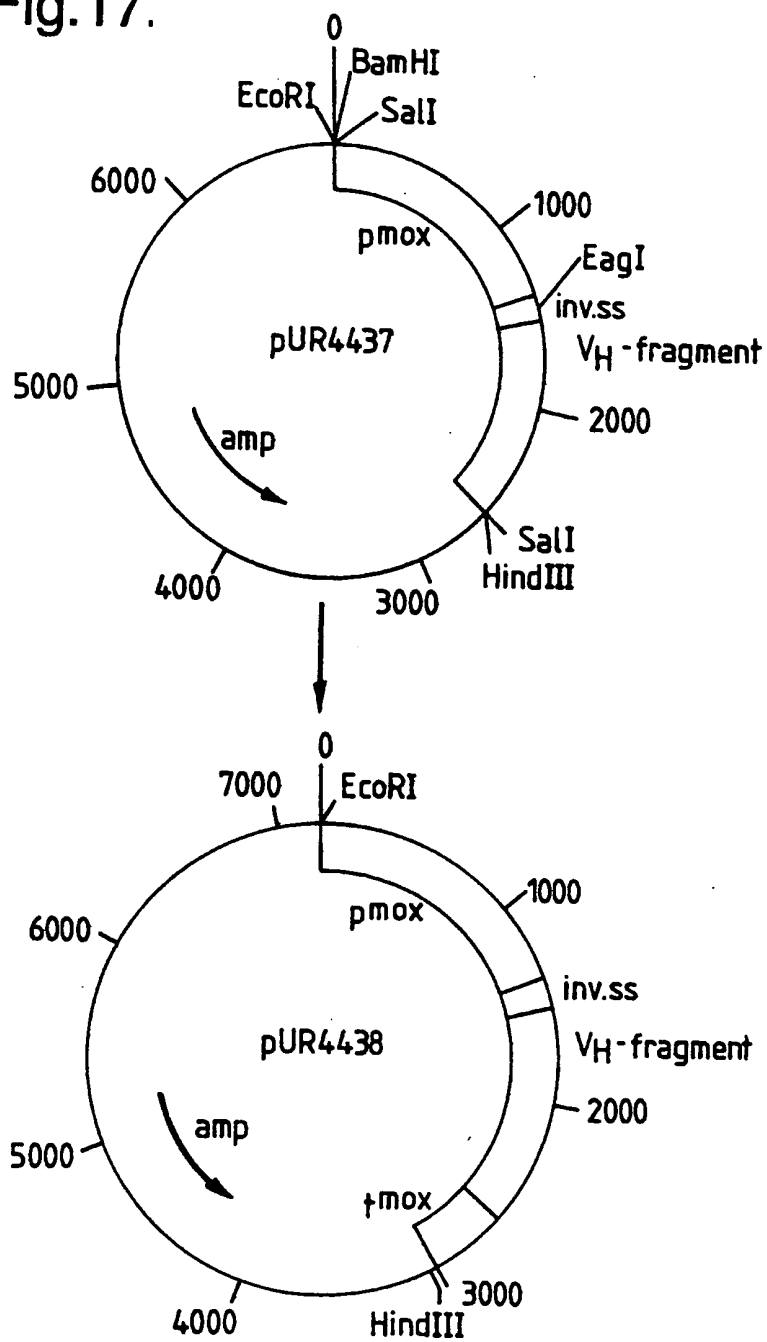 Fig.17.
0
BamHI
EcoRI
SalI
6000
1000
pmox
EagI
inv.ss
pUR4437
VH-fragment
5000
2000
amp
SalI
HindIII
4000
3000
0
7000
EcoRI
1000
pmox
6000
inv.ss
pUR4438
VH-fragment
2000
amp
5000
tmox
3000
4000
HindIII